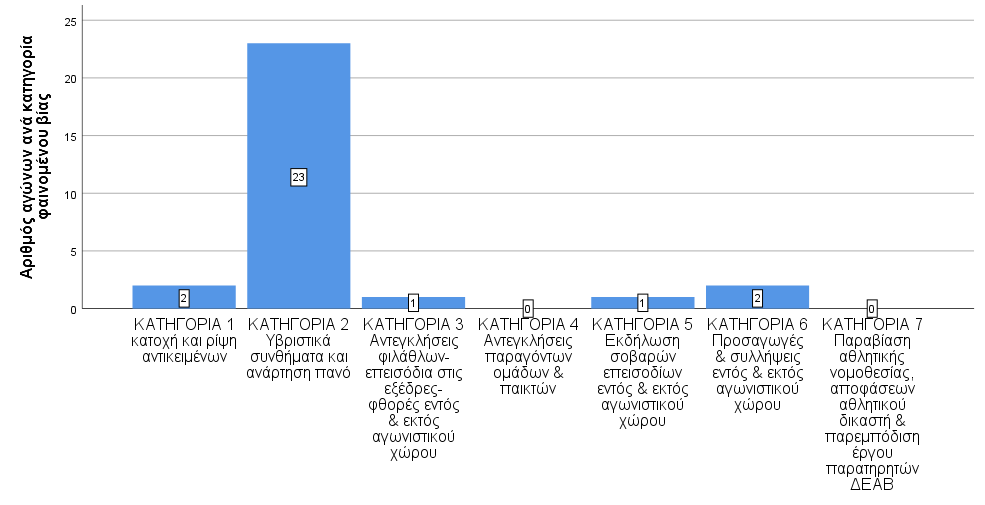 Αριθμός αγώνων ανά κατηγορία
φαινομένου βίας
25
20
15
10
5
0
2
23
1
0
1
2
0
ΚΑΤΗΓΟΡΙΑ 1
κατοχή και ρίψη
αντικειμένων
ΚΑΤΗΓΟΡΙΑ 2
Υβριστικά
συνθήματα και
ανάρτηση πανό
ΚΑΤΗΓΟΡΙΑ 3
Αντεγκλήσεις
φιλάθλων-
επεισόδια στις
εξέδρες-
φθορές εντός
& εκτός
αγωνιστικού
χώρου
ΚΑΤΗΓΟΡΙΑ 4
Αντεγκλήσεις
παραγόντων
ομάδων &
παικτών
ΚΑΤΗΓΟΡΙΑ 5
Εκδήλωση
σοβαρών
επεισοδίων
εντός & εκτός
αγωνιστικού
χώρου
ΚΑΤΗΓΟΡΙΑ 6
Προσαγωγές
& συλλήψεις
εντός & εκτός
αγωνιστικού
χώρου
ΚΑΤΗΓΟΡΙΑ 7
Παραβίαση
αθλητικής
νομοθεσίας,
αποφάσεων
αθλητικού
δικαστή &
παρεμπόδιση
έργου
παρατηρητών
ΔΕΑΒ